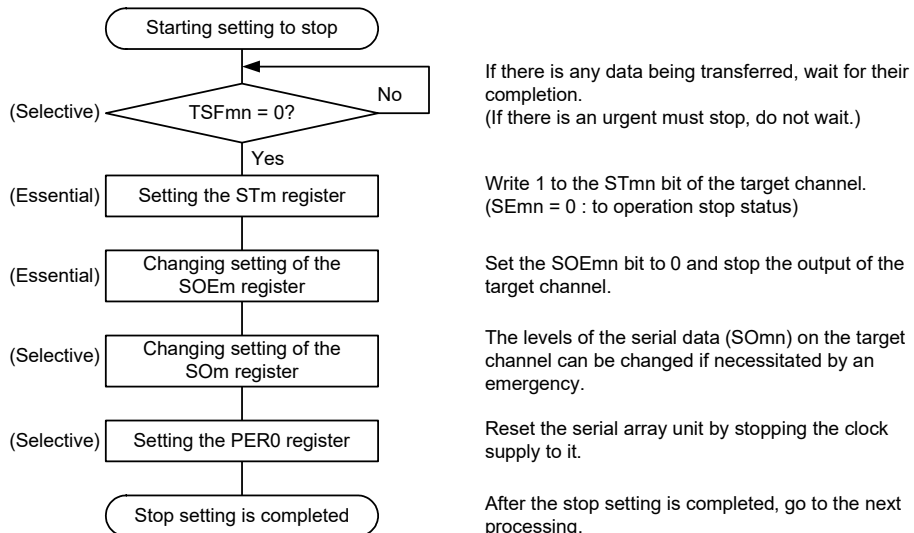 Starting setting to stop
If there is any data being transferred, wait for their
completion.
(If there is an urgent must stop, do not wait.)
(Selective)
TSFmn = 0?
No
Yes
(Essential)
Setting the STm register
Write 1 to the STmn bit of the target channel.
(SEmn = 0 : to operation stop status)
(Essential)
Changing setting of the
SOEm register
Set the SOEmn bit to 0 and stop the output of the
target channel.
(Selective)
Changing setting of the
SOm register
The levels of the serial data (SOmn) on the target
channel can be changed if necessitated by an
emergency.
(Selective)
Setting the PER0 register
Reset the serial array unit by stopping the clock
supply to it.
Stop setting is completed
After the stop setting is completed, go to the next
processing.